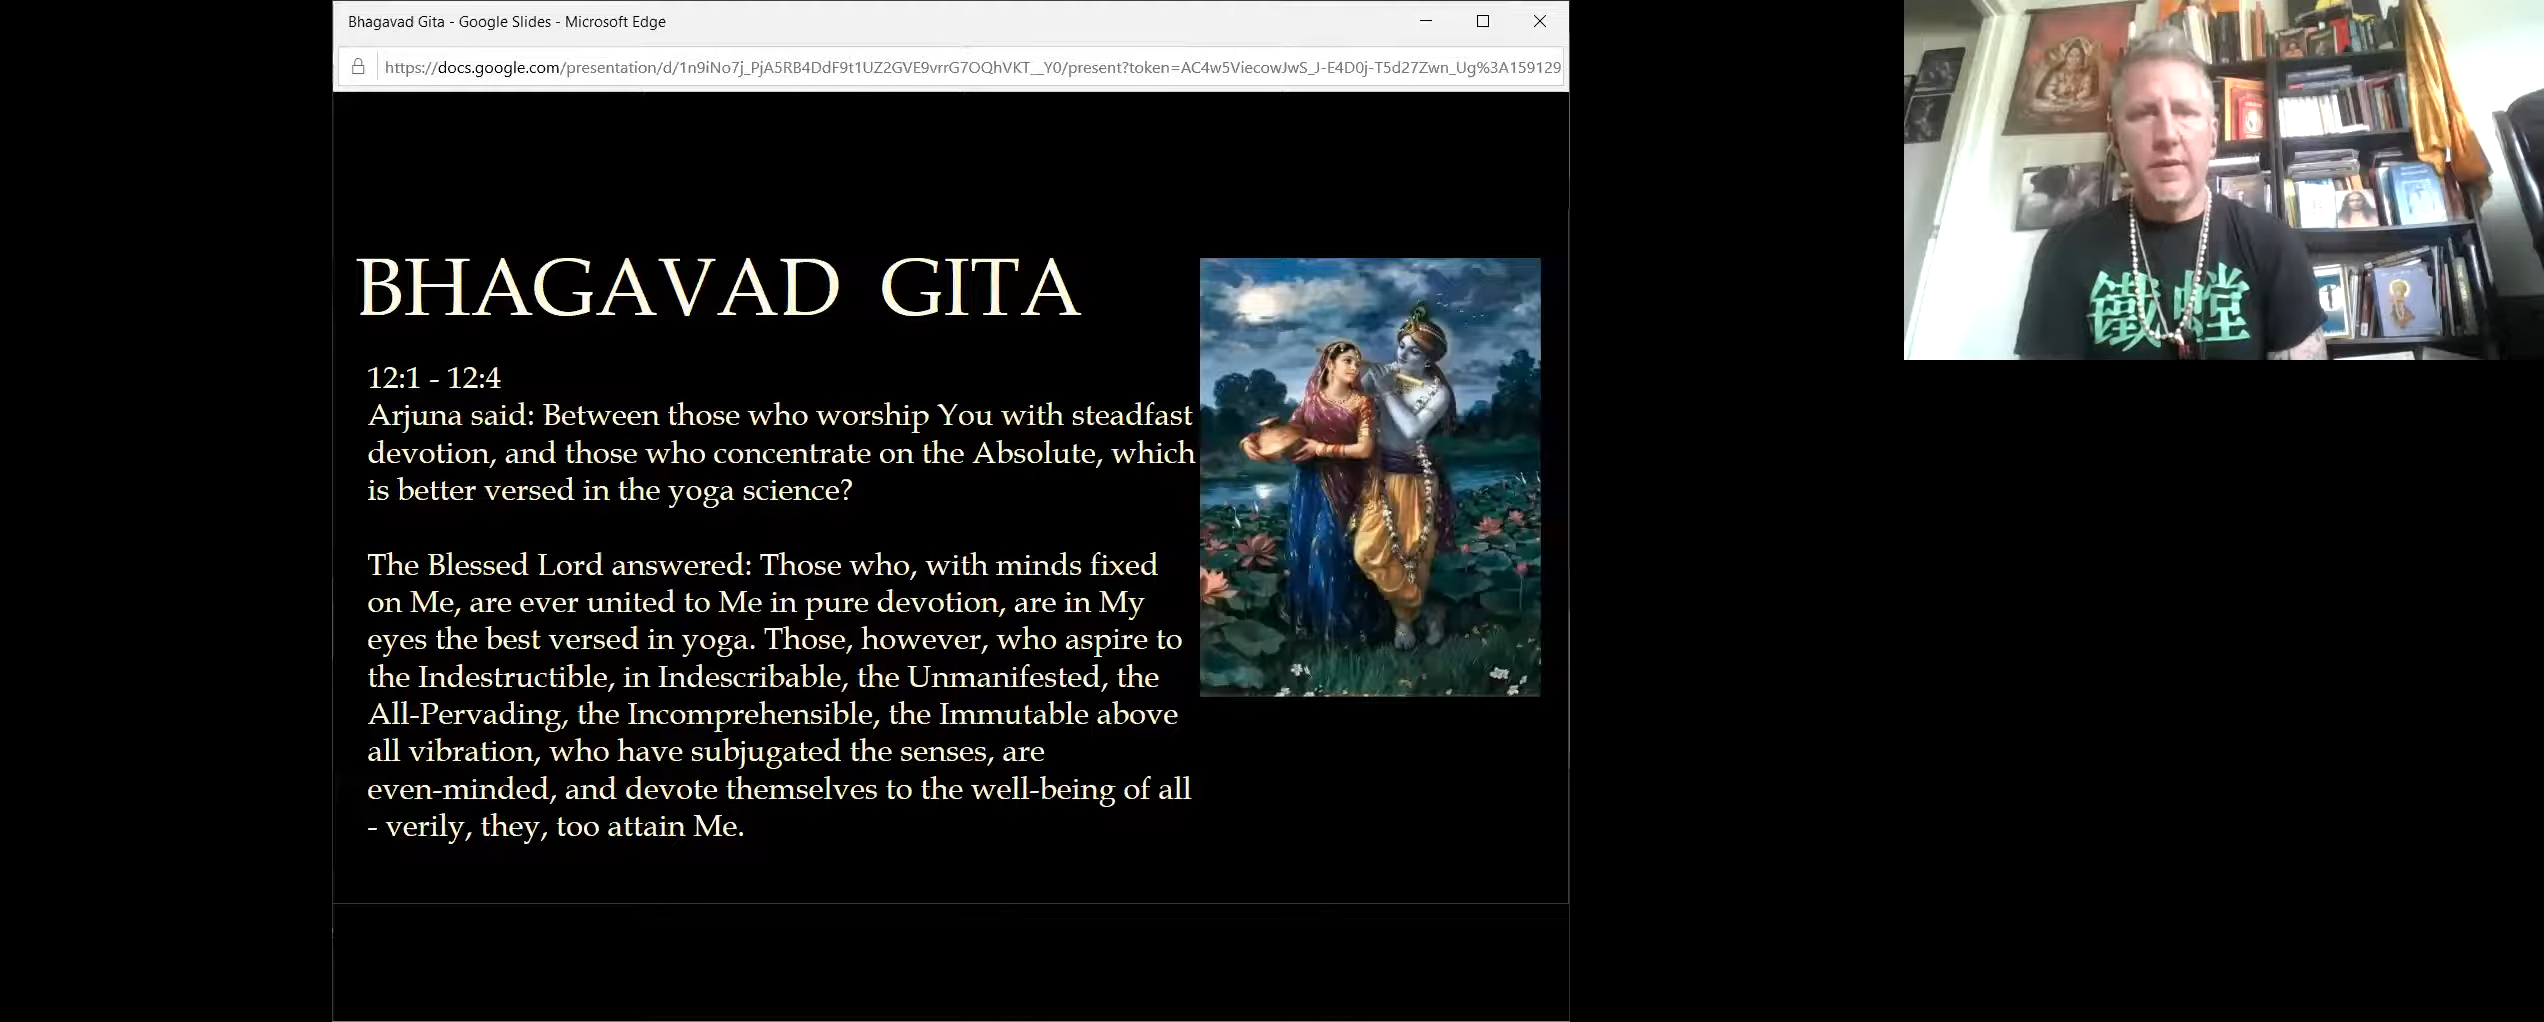 Bhagavad Gita - Google Slides - Microsoft Edge
https://docs.google.com/presentation/d/1n9iNo7j_PjA5RB4DdF9t1UZ2GVE9vrrG7OQhVKT__Y0/present?token=AC4w5ViecowJwS_J-E4D0j-T5d27Zwn_Ug%3A159129
BHAGAVAD GITA
12:1 - 12:4
Arjuna said: Between those who worship You with steadfast
devotion, and those who concentrate on the Absolute, which
is better versed in the yoga science?
The Blessed Lord answered: Those who, with minds fixed
on Me, are ever united to Me in pure devotion, are in My
eyes the best versed in yoga. Those, however, who aspire to
the Indestructible, in Indescribable, the Unmanifested, the
All-Pervading, the Incomprehensible, the Immutable above
all vibration, who have subjugated the senses, are
even-minded, and devote themselves to the well-being of all
- verily, they, too attain Me.
鐵螳